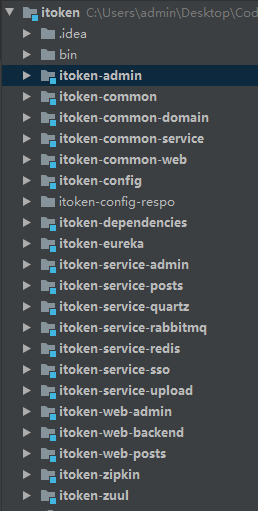 itoken C:\Users\admin\Desktop\Cod
.idea
bin
itoken-admin
itoken-common
itoken-common-domain
itoken-common-service
itoken-common-web
itoken-config
itoken-config-respo
itoken-dependencies
itoken-eureka
itoken-service-admin
itoken-service-posts
itoken-service-quartz
itoken-service-rabbitmq
itoken-service-redis
itoken-service-sso
itoken-service-upload
itoken-web-admin
itoken-web-backend
itoken-web-posts
itoken-zipkin
itoken-zuul